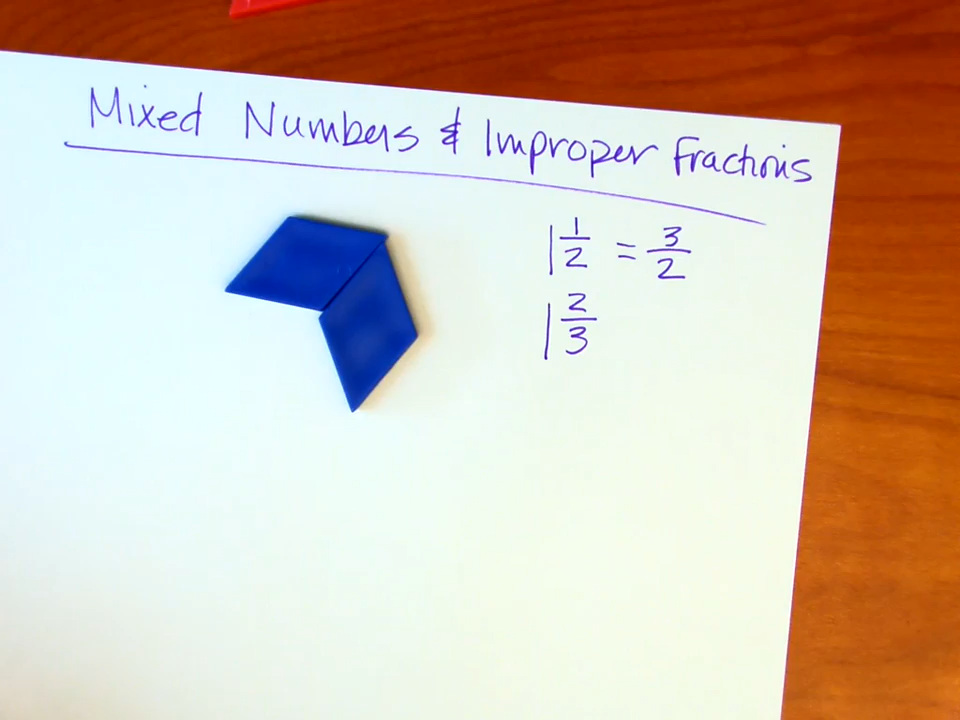 Mixed Numbers & Improper Fractions
1 1/2 = 3/2
1 2/3